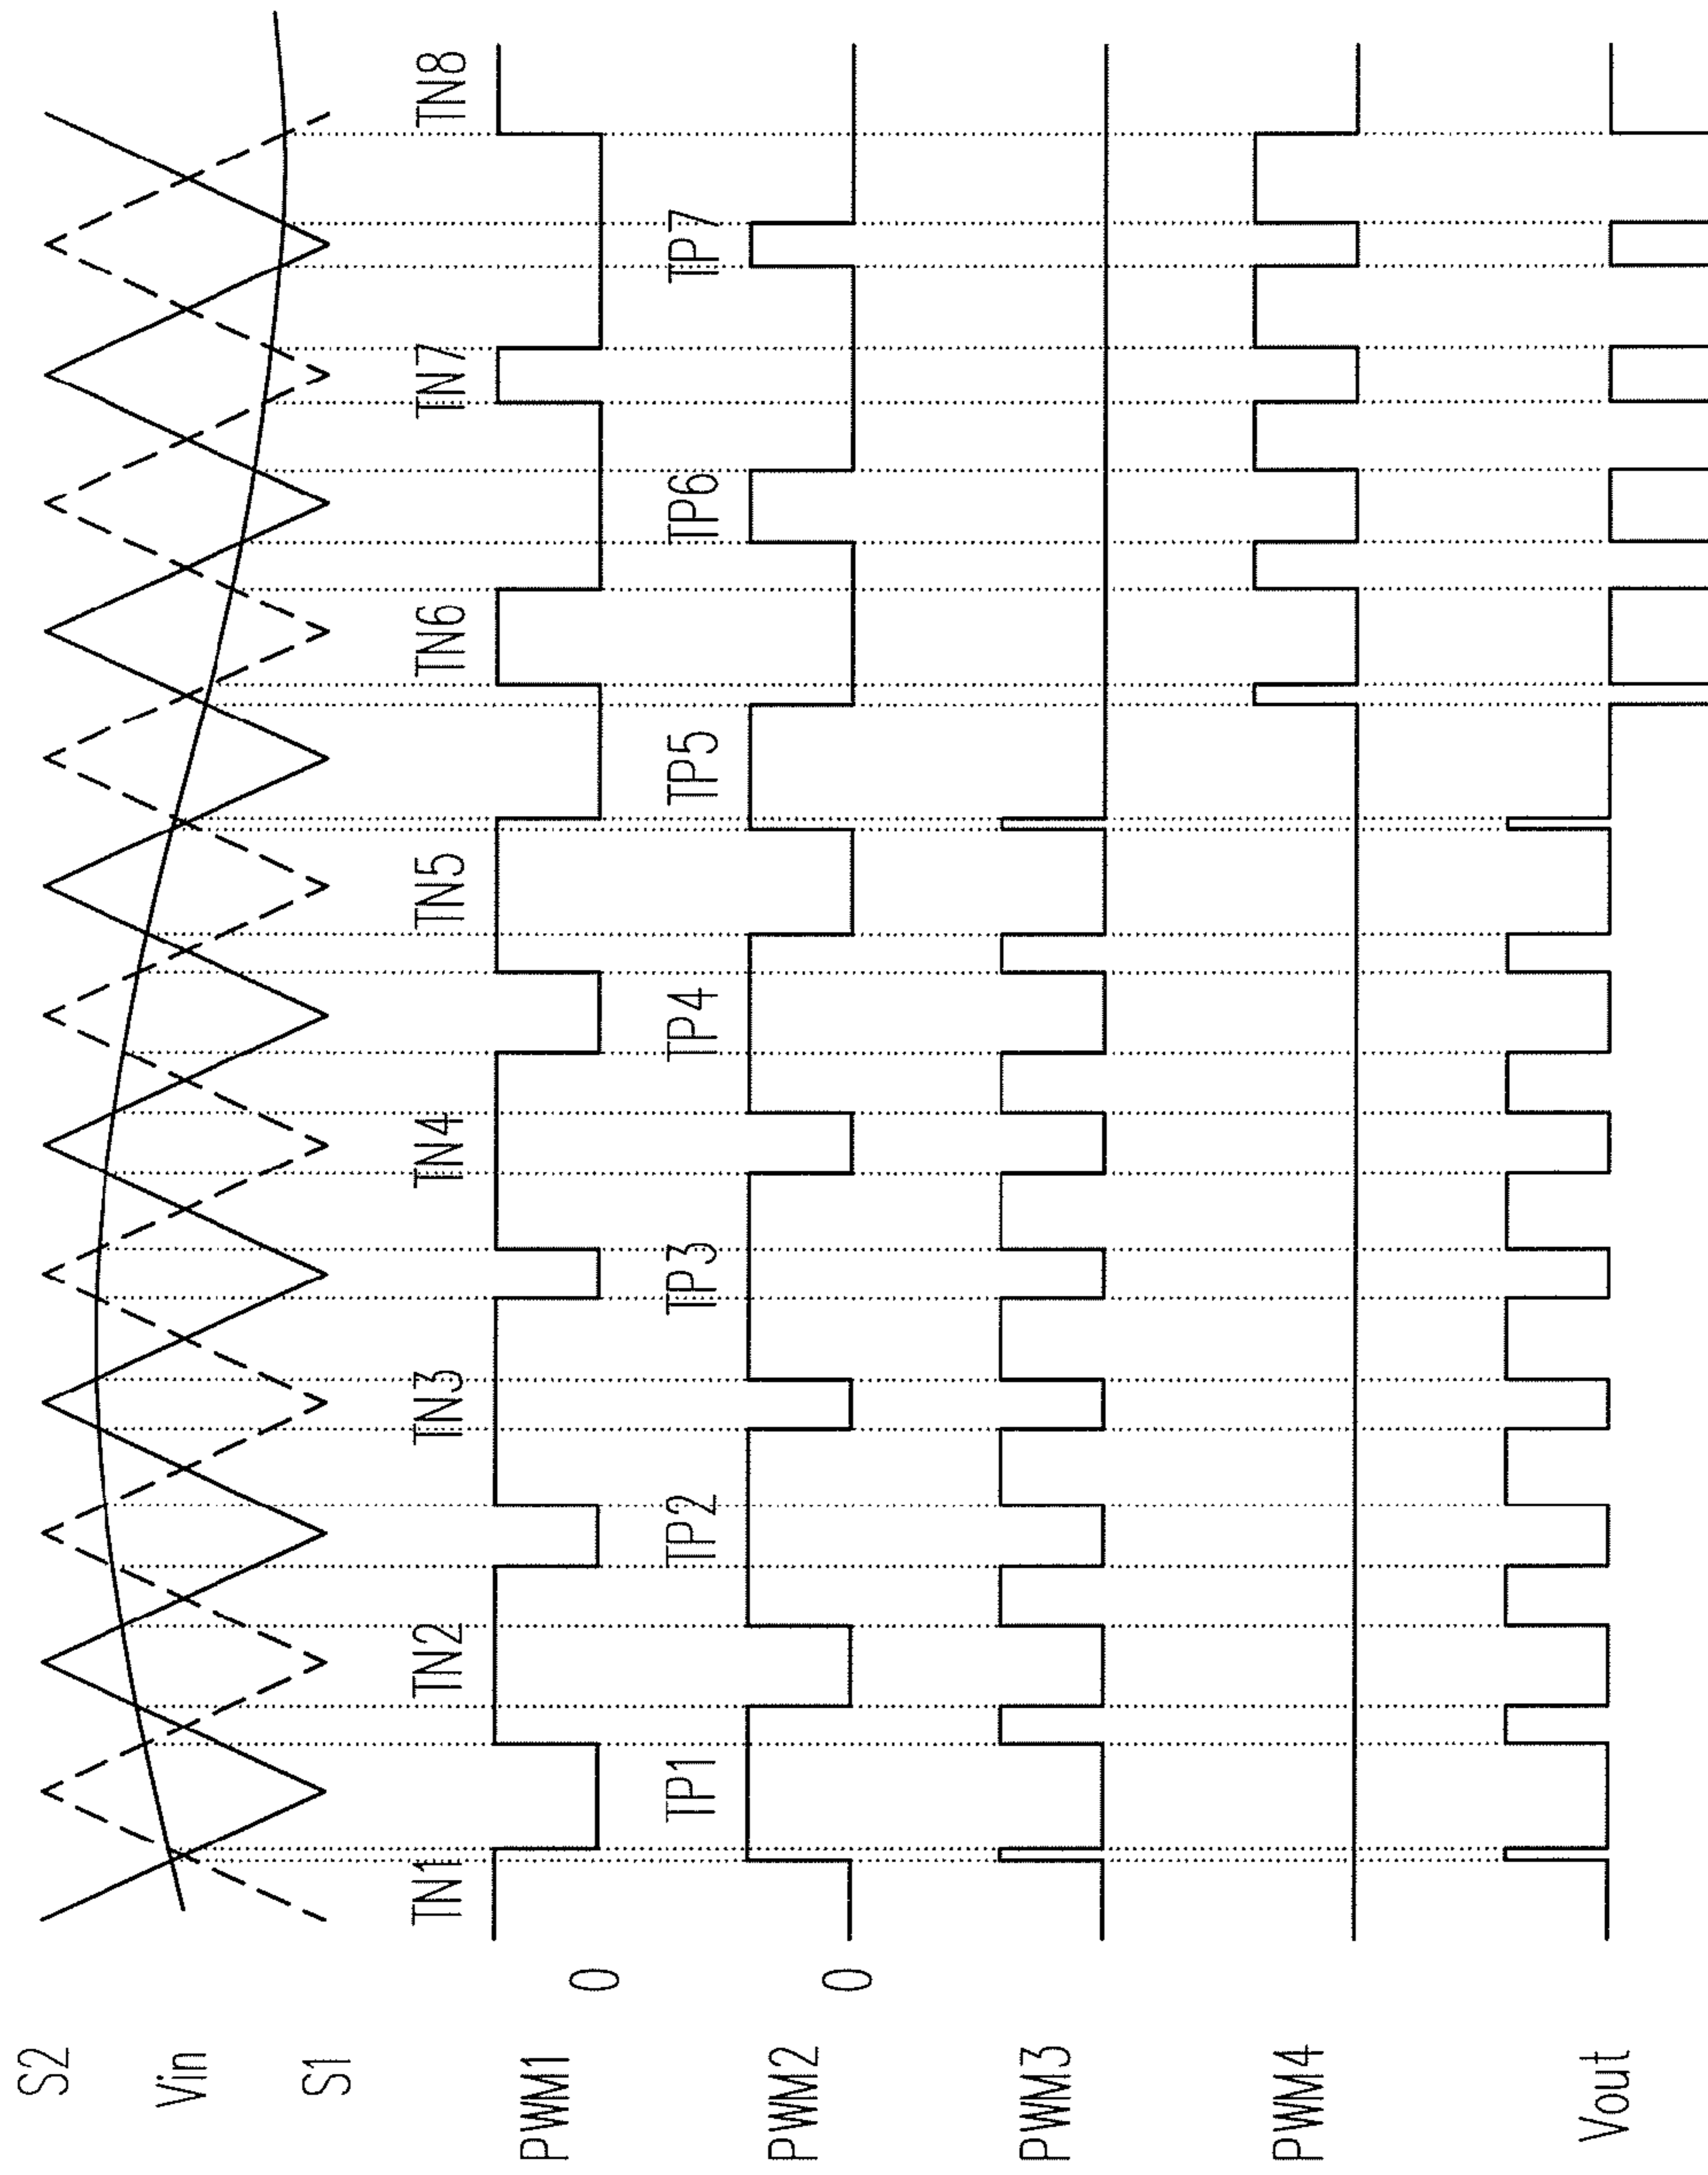 S2
Vin
S1
TN1 TN2 TN3 TN4 TN5 TN6 TN7 TN8
PWM1
0
TP1 TP2 TP3 TP4 TP5 TP6 TP7
PWM2
0
PWM3
PWM4
Vout